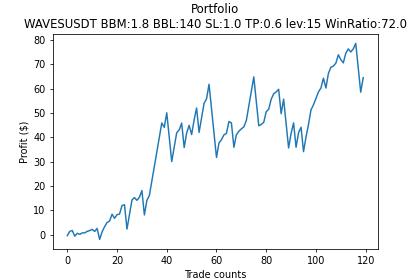 Portfolio
WAVESUSDT BBM:1.8 BBL:140 SL:1.0 TP:0.6 lev:15 WinRatio:72.0
80
70
60
50
40
30
20
10
0
Profit ($)
0 20 40 60 80 100 120
Trade counts